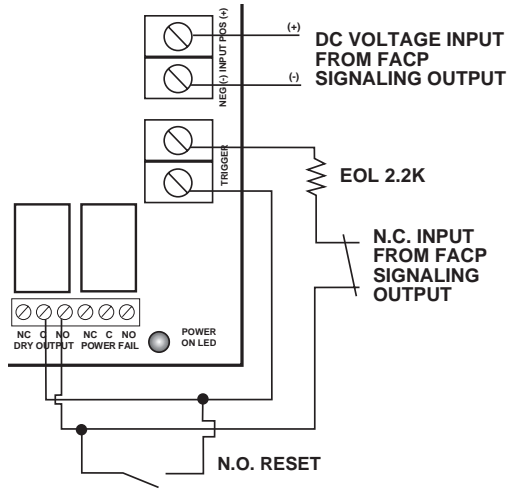 NEG (-) INPUT POS (+)
(+)
(-)
DC VOLTAGE INPUT
FROM FACP
SIGNALING OUTPUT
TRIGGER
EOL 2.2K
N.C. INPUT
FROM FACP
SIGNALING
OUTPUT
NC C NO NC C NO
DRY OUTPUT POWER FAIL
POWER
ON LED
N.O. RESET